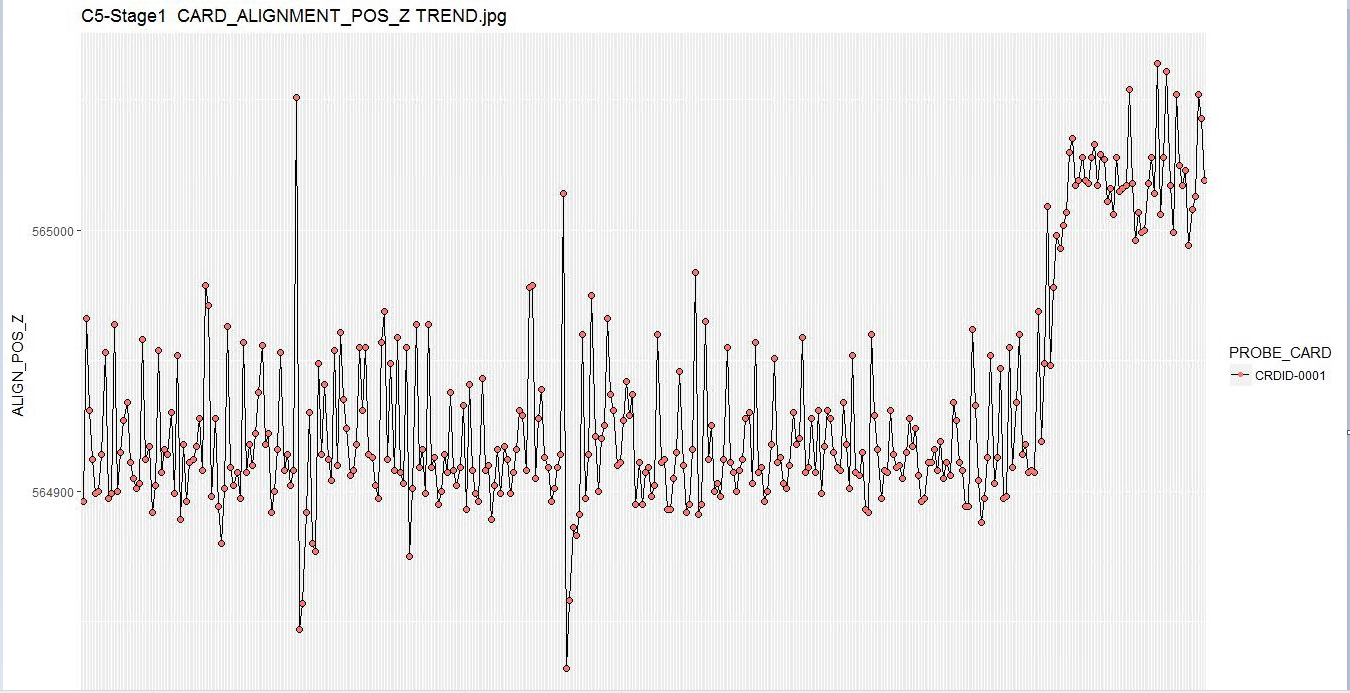 C5-Stage1 CARD_ALIGNMENT_POS_Z TREND.jpg
565000
ALIGN_POS_Z
PROBE_CARD
CRDID-0001
564900